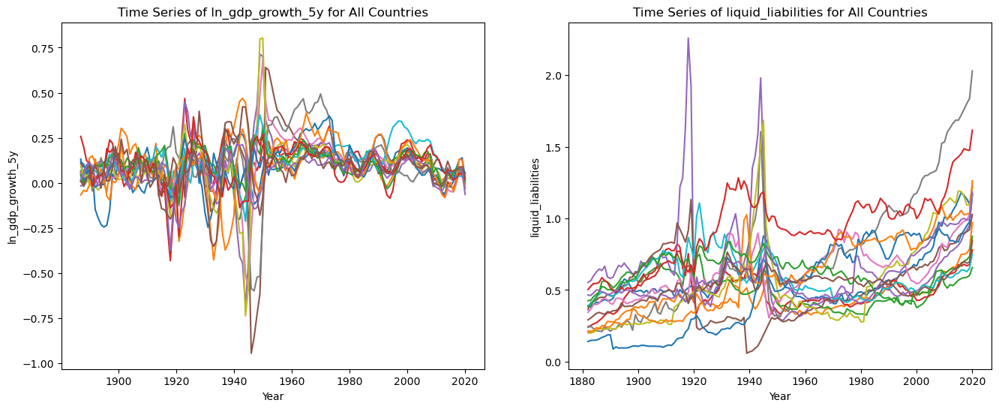 Time Series of ln_gdp_growth_5y for All Countries
ln_gdp_growth_5y
0.75
0.50
0.25
0.00
−0.25
−0.50
−0.75
−1.00
1900 1920 1940 1960 1980 2000 2020
Year
Time Series of liquid_liabilities for All Countries
liquid_liabilities
2.0
1.5
1.0
0.5
0.0
1880 1900 1920 1940 1960 1980 2000 2020
Year